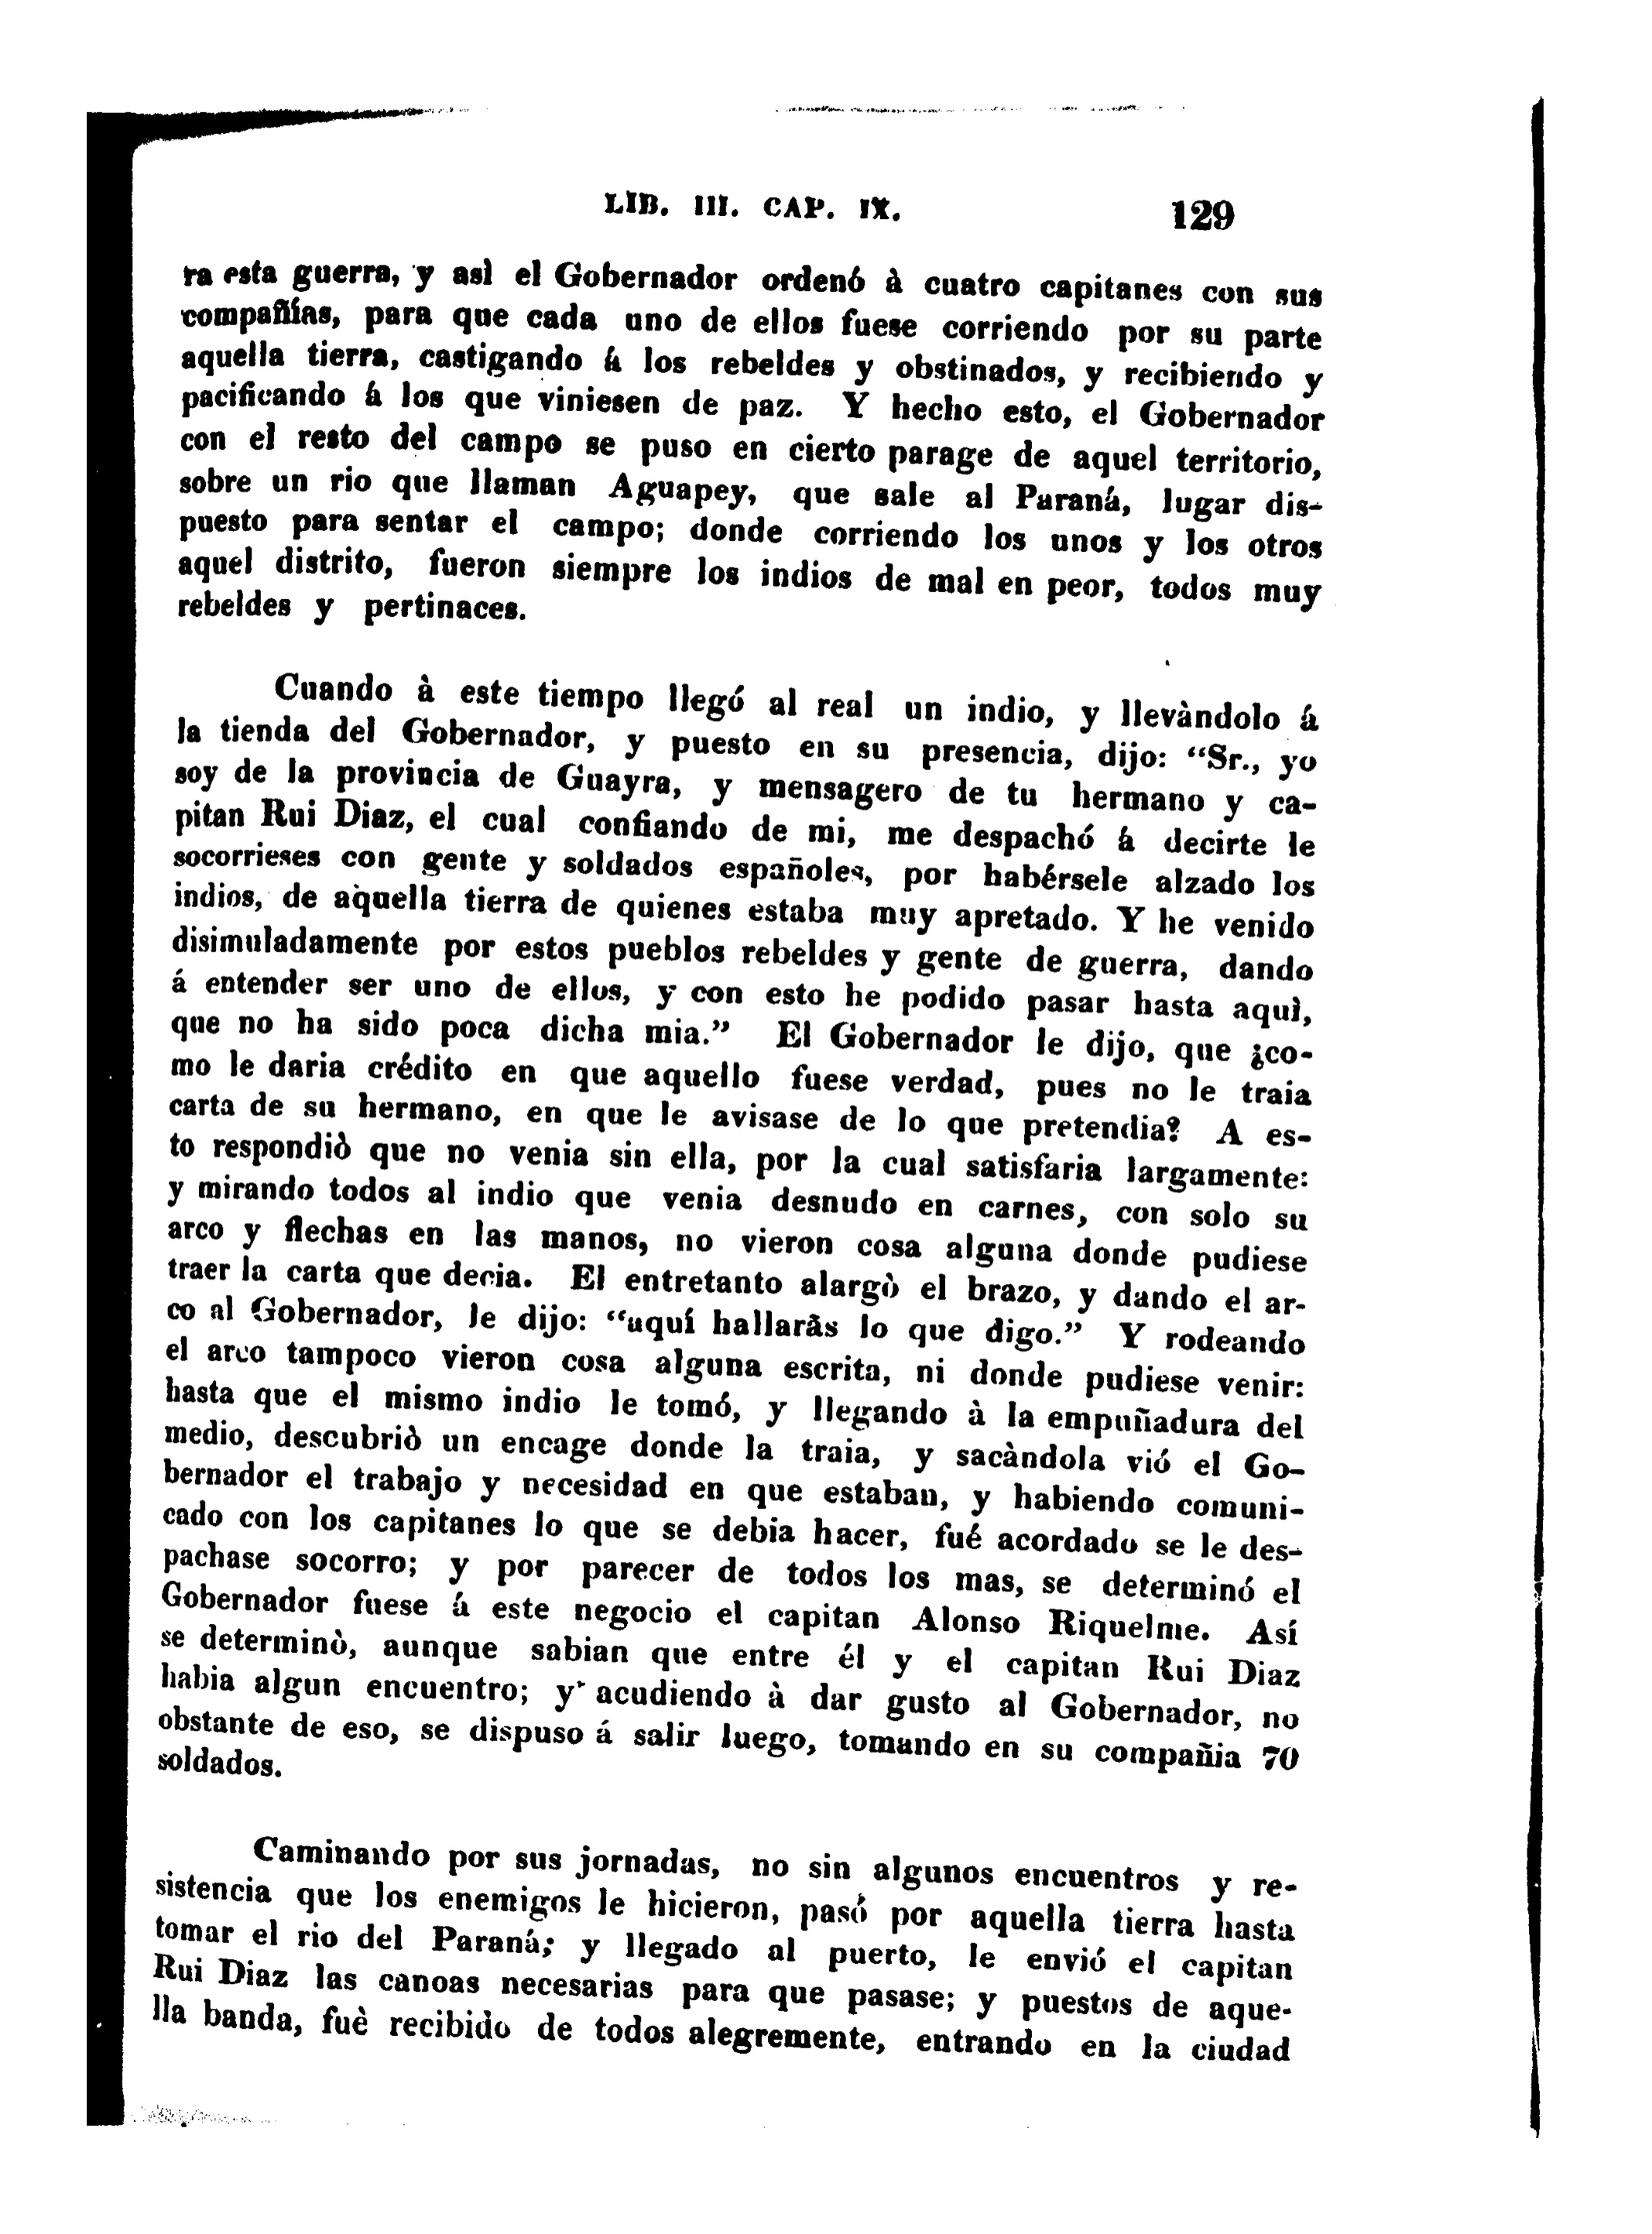 LIB. III. CAP. IX. 129
ra esta guerra, y asì el Gobernador ordenó à cuatro capitanes con sus
compañías, para que cada uno de ellos fuese corriendo por su parte
aquella tierra, castigando á los rebeldes y obstinados, y recibiendo y
pacificando á los que viniesen de paz. Y hecho esto, el Gobernador
con el resto del campo se puso en cierto parage de aquel territorio,
sobre un rio que llaman Aguapey, que sale al Paraná, lugar dis-
puesto para sentar el campo; donde corriendo los unos y los otros
aquel distrito, fueron siempre los indios de mal en peor, todos muy
rebeldes y pertinaces.
Cuando à este tiempo llegó al real un indio, y llevàndolo á
la tienda del Gobernador, y puesto en su presencia, dijo: “Sr., yo
soy de la provincia de Guayra, y mensagero de tu hermano y ca-
pitan Rui Diaz, el cual confiando de mi, me despachó á decirte le
socorrieses con gente y soldados españoles, por habérsele alzado los
indios, de aquella tierra de quienes estaba muy apretado. Y he venido
disimuladamente por estos pueblos rebeldes y gente de guerra, dando
á entender ser uno de ellos, y con esto he podido pasar hasta aquì,
que no ha sido poca dicha mia.” El Gobernador le dijo, que ¿co-
mo le daria crédito en que aquello fuese verdad, pues no le traia
carta de su hermano, en que le avisase de lo que pretendia? A es-
to respondiò que no venia sin ella, por la cual satisfaria largamente:
y mirando todos al indio que venia desnudo en carnes, con solo su
arco y flechas en las manos, no vieron cosa alguna donde pudiese
traer la carta que decia. El entretanto alargò el brazo, y dando el ar-
co al Gobernador, le dijo: “aquí hallaràs lo que digo.” Y rodeando
el arco tampoco vieron cosa alguna escrita, ni donde pudiese venir:
hasta que el mismo indio le tomó, y llegando à la empuñadura del
medio, descubriò un encage donde la traia, y sacàndola vió el Go-
bernador el trabajo y necesidad en que estaban, y habiendo comuni-
cado con los capitanes lo que se debia hacer, fué acordado se le des-
pachase socorro; y por parecer de todos los mas, se determinó el
Gobernador fuese á este negocio el capitan Alonso Riquelme. Así
se determinò, aunque sabian que entre él y el capitan Rui Diaz
habia algun encuentro; y acudiendo à dar gusto al Gobernador, no
obstante de eso, se dispuso á salir luego, tomando en su compañia 70
soldados.
Caminando por sus jornadas, no sin algunos encuentros y re-
sistencia que los enemigos le hicieron, pasó por aquella tierra hasta
tomar el rio del Paraná; y llegado al puerto, le envió el capitan
Rui Diaz las canoas necesarias para que pasase; y puestos de aque-
lla banda, fuè recibido de todos alegremente, entrando en la ciudad